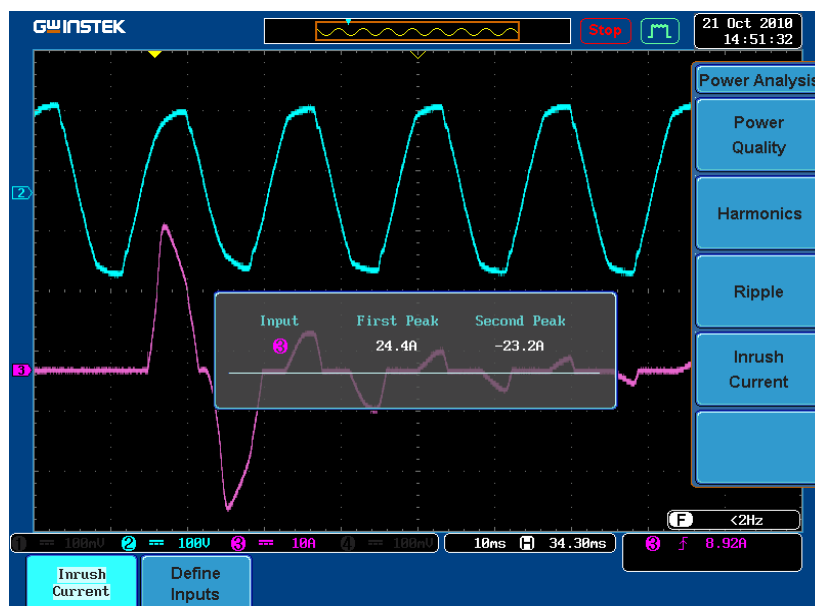 GWINSTEK
Stop
21 Oct 2010
14:51:32
Power Analysis
Power
Quality
Harmonics
Ripple
Inrush
Current
2
3
Input First Peak Second Peak
3 24.4A -23.2A
F <2Hz
1 100mV 2 100V 3 10A 4 100mV 10ms H 34.30ms 3 8.92A
Inrush
Current
Define
Inputs